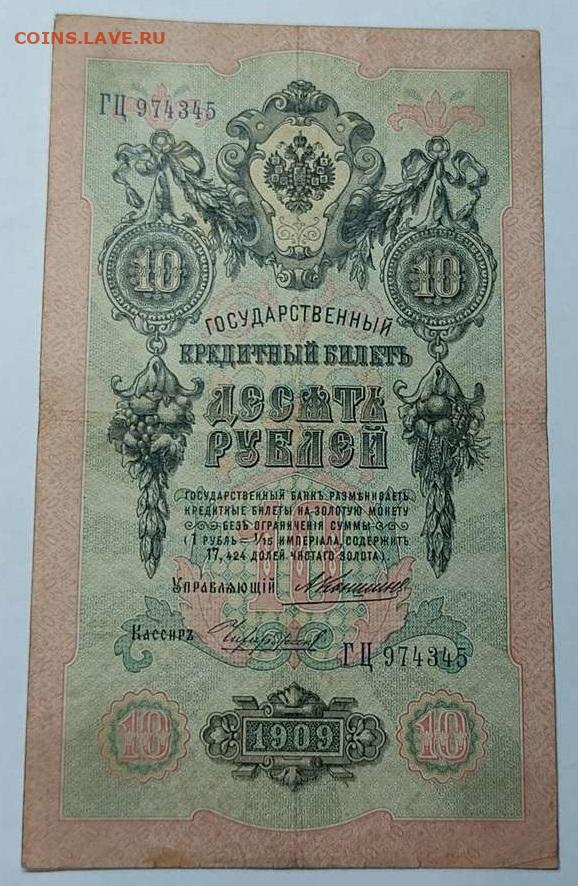 COINS.LAVE.RU
ГЦ 974345
10 10
ГОСУДАРСТВЕННЫЙ
КРЕДИТНЫЙ БИЛЕТЪ
ДЕСЯТЬ
РУБЛЕЙ
ГОСУДАРСТВЕННЫЙ БАНКЪ РАЗМѢНИВАЕТЪ
КРЕДИТНЫЕ БИЛЕТЫ НА ЗОЛОТУЮ МОНЕТУ
БЕЗЪ ОГРАНИЧЕНІЯ СУММЫ
(1 РУБЛЬ = 1/15 ИМПЕРІАЛА, СОДЕРЖИТЪ
17,424 ДОЛЕЙ ЧИСТАГО ЗОЛОТА).
10
УПРАВЛЯЮЩІЙ
КАССИРЪ
ГЦ 974345
10 1909 10